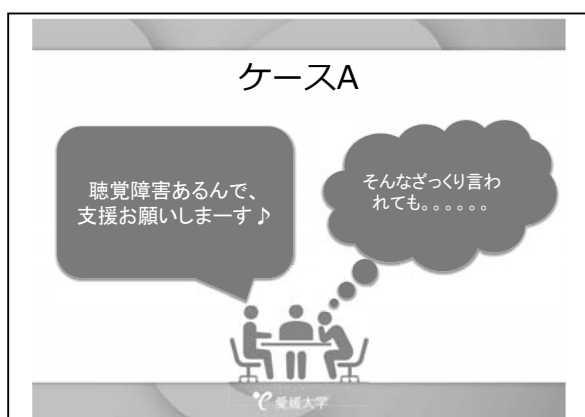 ケースA
聴覚障害あるんで、
支援お願いしまーす♪
そんなざっくり言わ
れても。。。。。。
愛媛大学